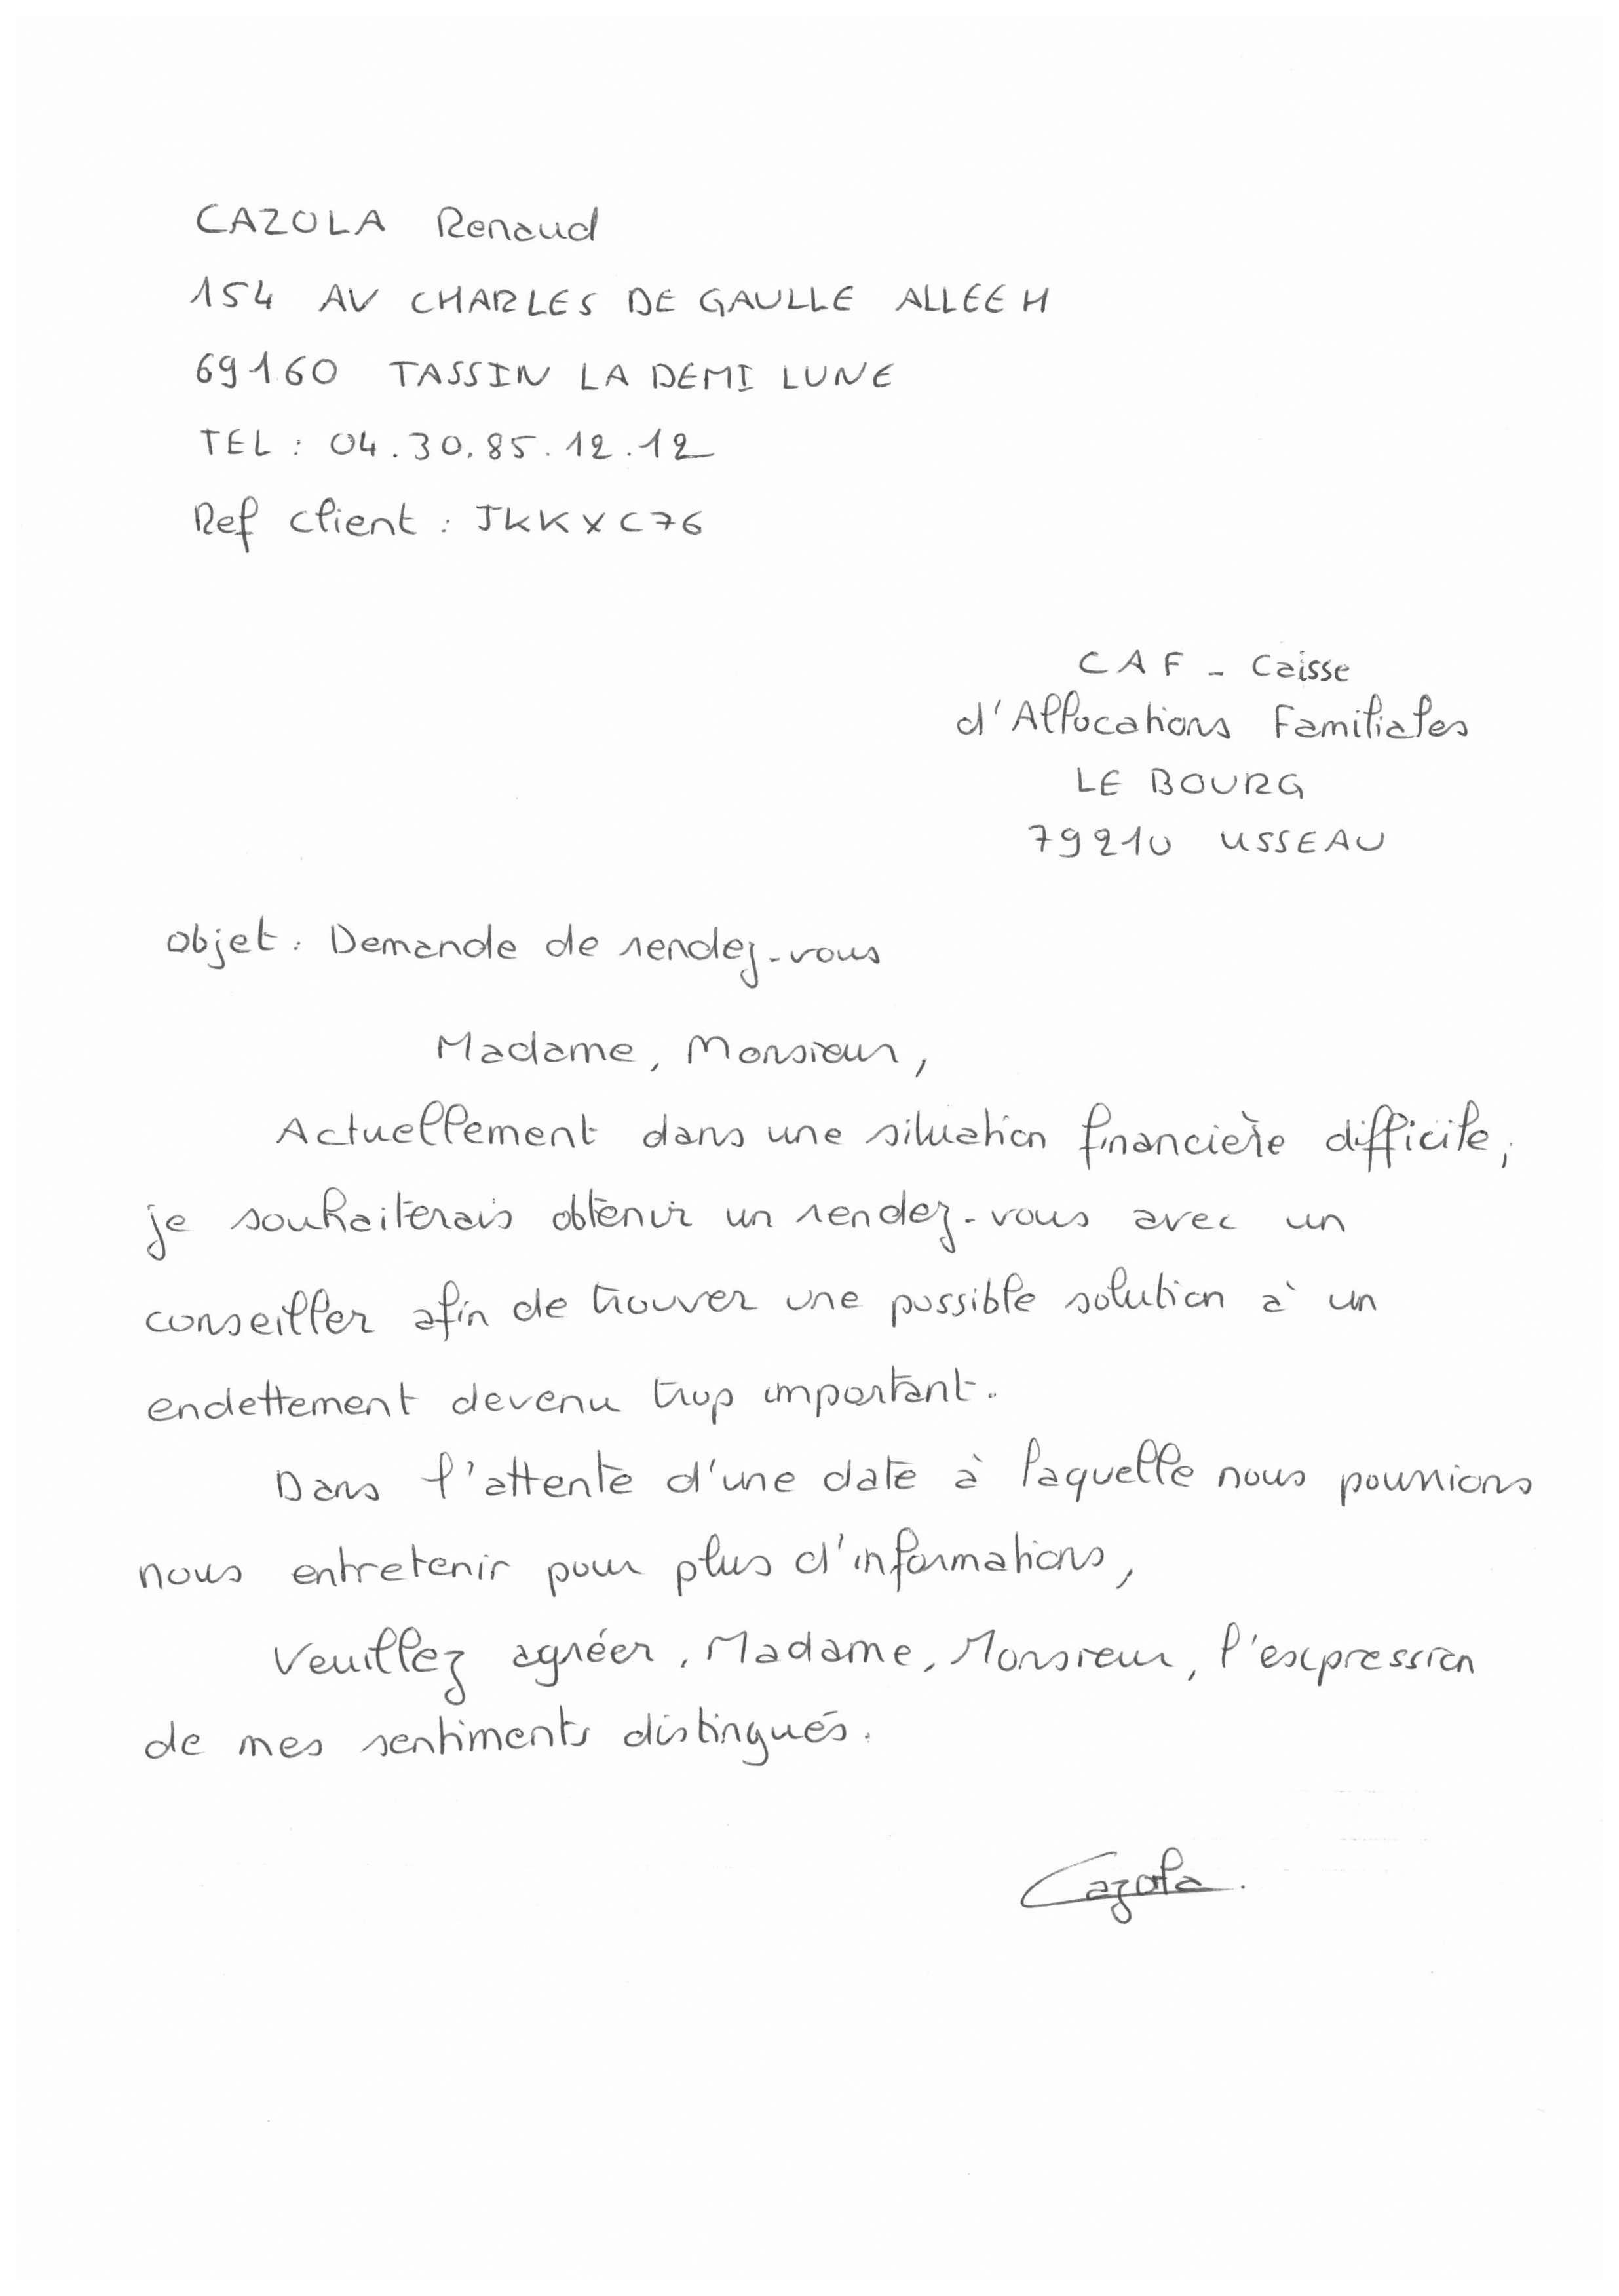 CAZOLA Renaud
154 AV CHARLES DE GAULLE ALLEE H
69160 TASSIN LA DEMI LUNE
TEL : 04.30.85.12.12
Ref client : JKKXC76
CAF - Caisse
d'Allocations Familiales
LE BOURG
79210 USSEAU
Objet : Demande de rendez-vous
Madame, Monsieur,
Actuellement dans une situation financière difficile,
je souhaiterais obtenir un rendez-vous avec un
conseiller afin de trouver une possible solution à un
endettement devenu trop important.
Dans l'attente d'une date à laquelle nous pourrions
nous entretenir pour plus d'informations,
Veuillez agréer, Madame, Monsieur, l'expression
de mes sentiments distingués.
Cazola.